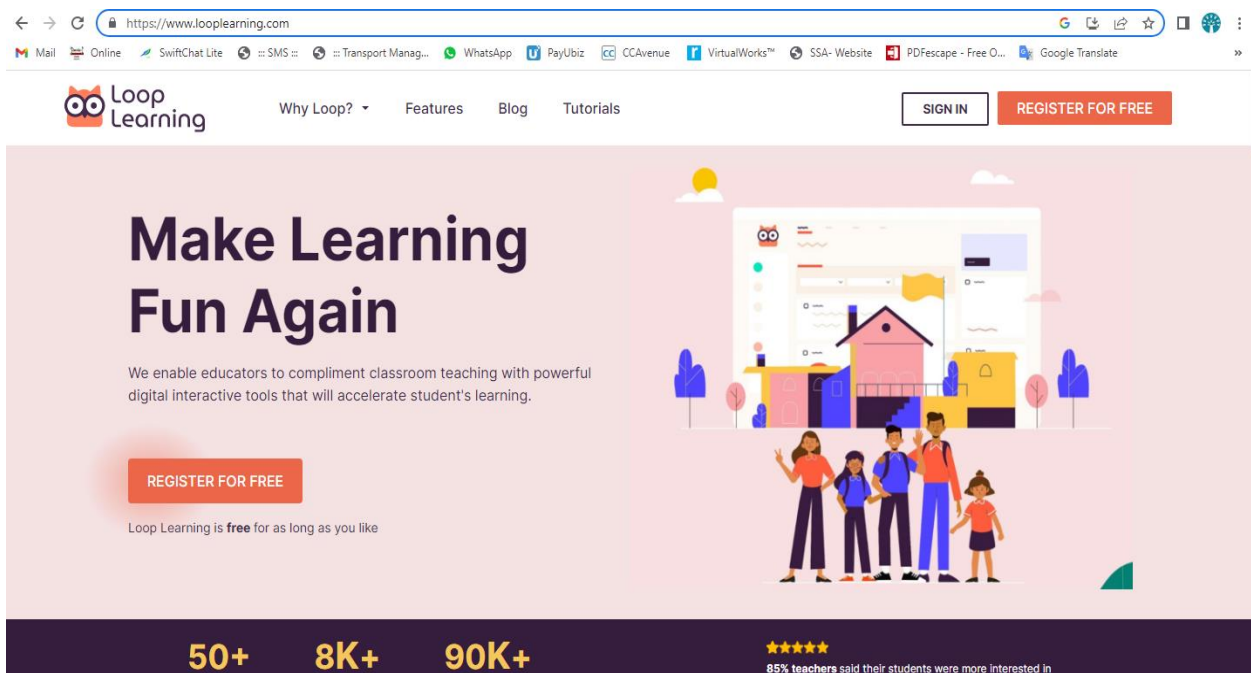 https://www.looplearning.com
Mail Online SwiftChat Lite ::: SMS ::: ::: Transport Manag... WhatsApp PayUbiz CCAvenue VirtualWorks™ SSA- Website PDFescape - Free O... Google Translate »
Loop
Learning
Why Loop? Features Blog Tutorials SIGN IN REGISTER FOR FREE
Make Learning
Fun Again
We enable educators to compliment classroom teaching with powerful
digital interactive tools that will accelerate student's learning.
REGISTER FOR FREE
Loop Learning is free for as long as you like
50+ 8K+ 90K+
85% teachers said their students were more interested in